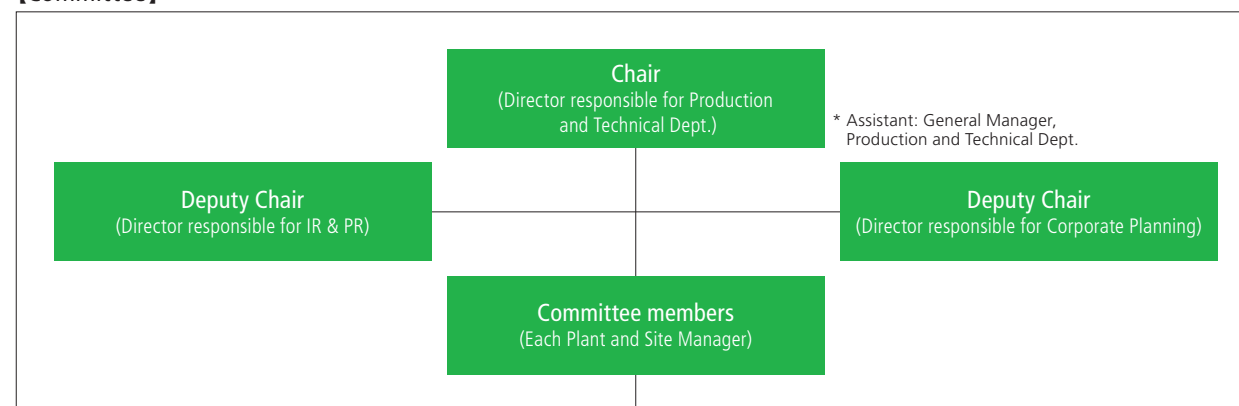 【Committee】
Chair
(Director responsible for Production
and Technical Dept.)
* Assistant: General Manager,
Production and Technical Dept.
Deputy Chair
(Director responsible for IR & PR)
Deputy Chair
(Director responsible for Corporate Planning)
Committee members
(Each Plant and Site Manager)